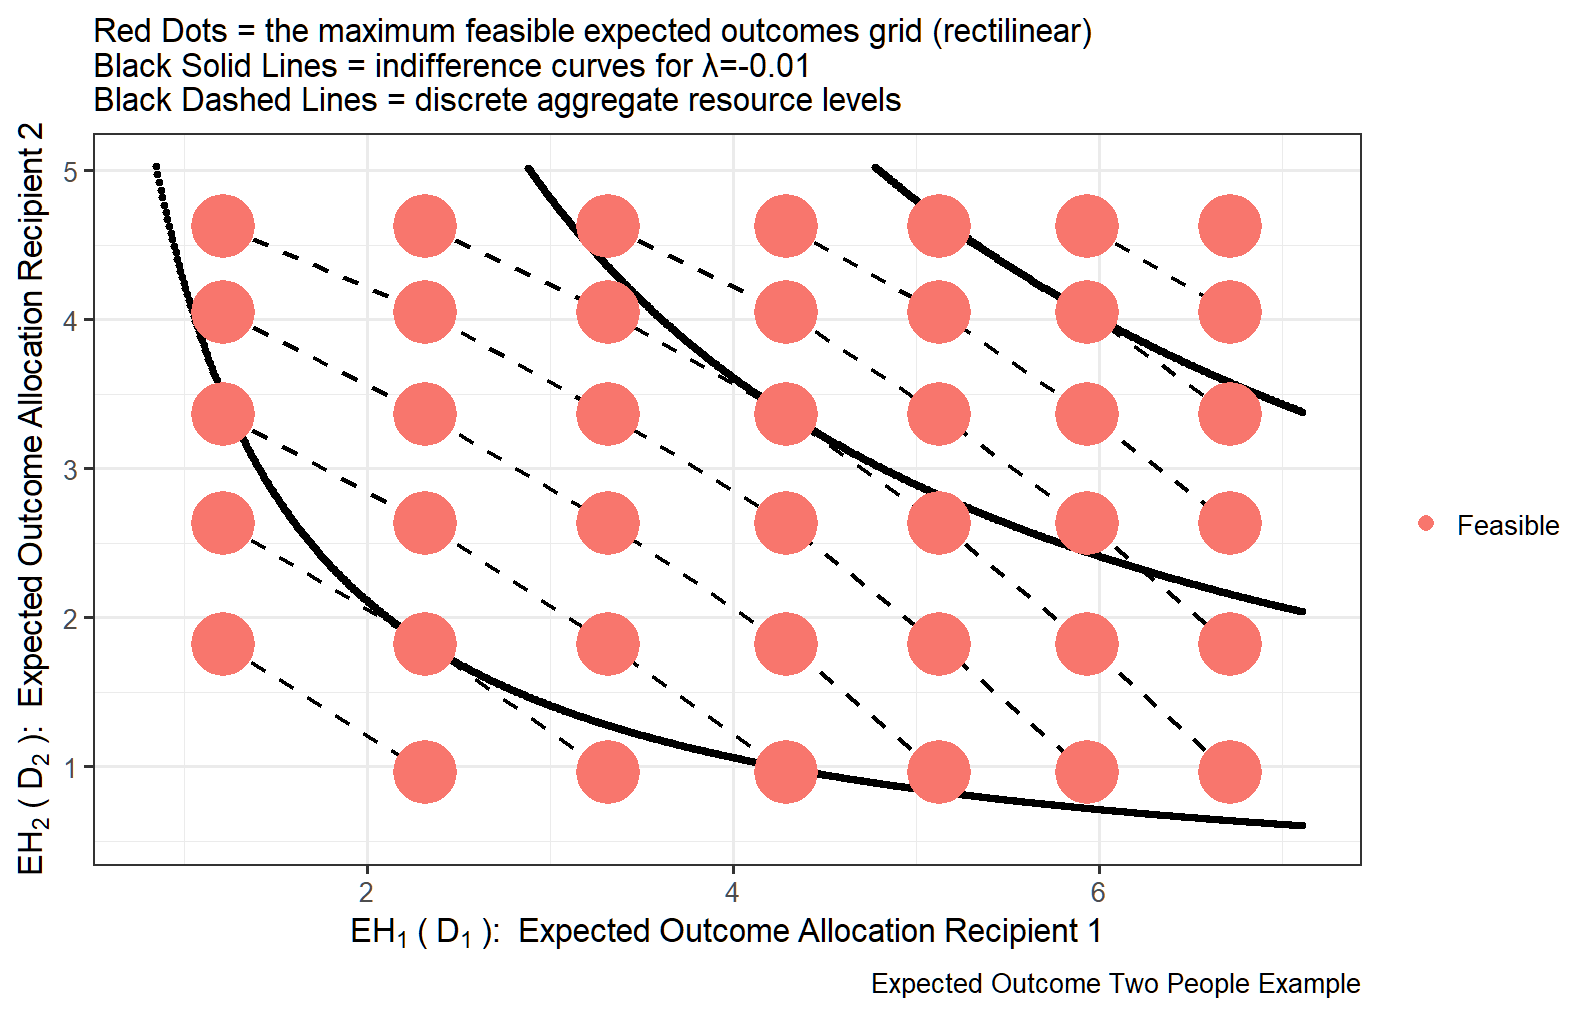 Red Dots = the maximum feasible expected outcomes grid (rectilinear)
Black Solid Lines = indifference curves for λ=-0.01
Black Dashed Lines = discrete aggregate resource levels
EH₂ ( D₂ ): Expected Outcome Allocation Recipient 2
5
4
3
2
1
2
4
6
EH₁ ( D₁ ): Expected Outcome Allocation Recipient 1
Feasible
Expected Outcome Two People Example